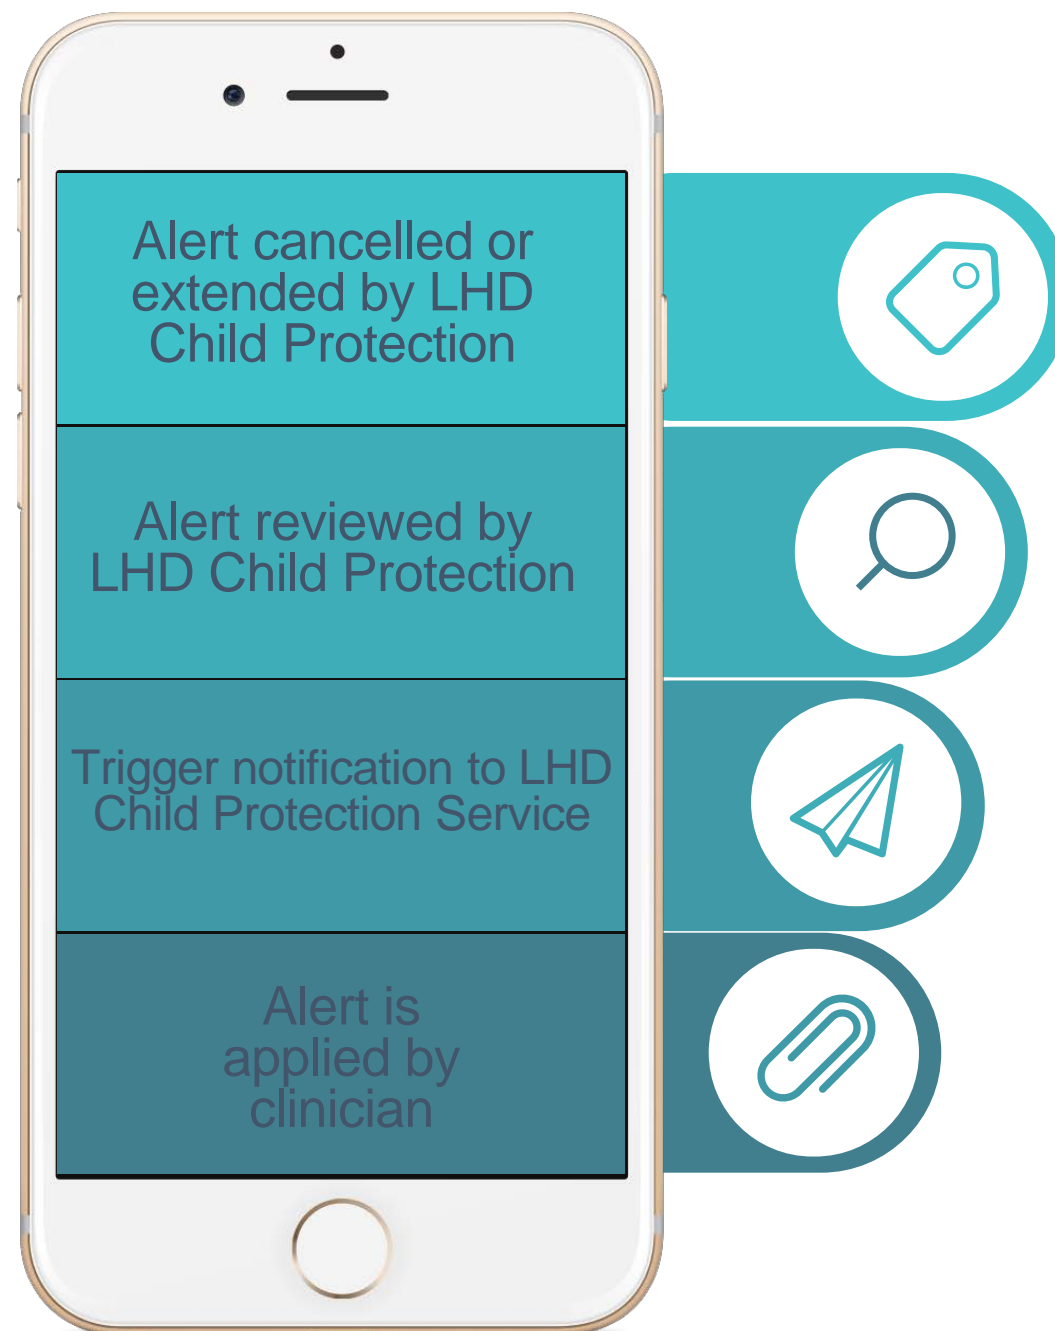 Alert cancelled or
extended by LHD
Child Protection
Alert reviewed by
LHD Child Protection
Trigger notification to LHD
Child Protection Service
Alert is
applied by
clinician